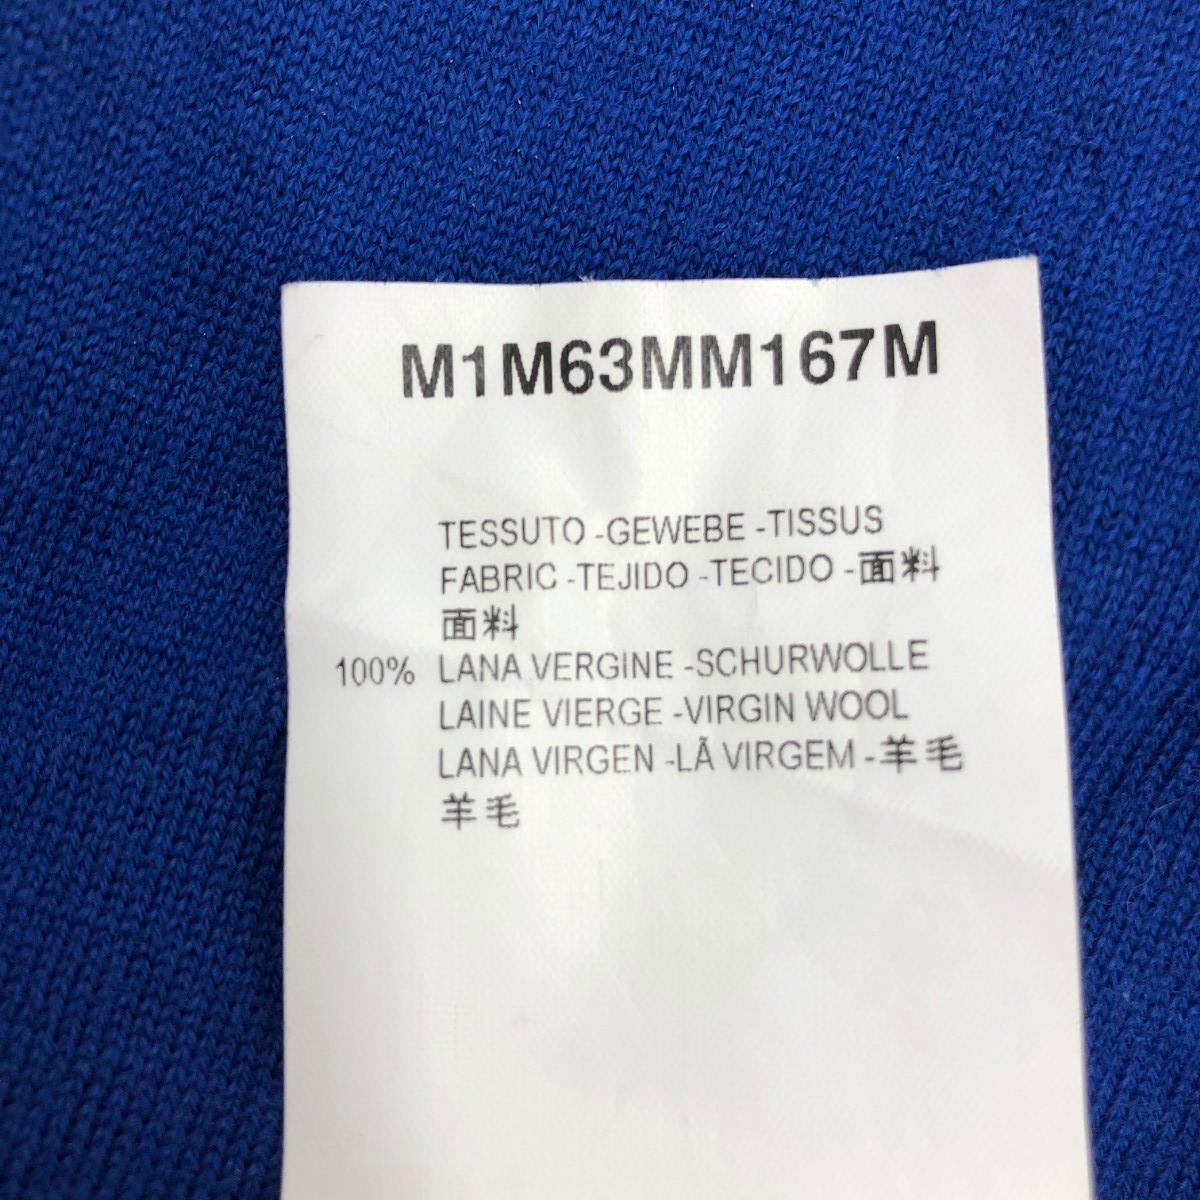 M1M63MM167M
TESSUTO -GEWEBE -TISSUS
FABRIC -TEJIDO -TECIDO -面料
面料
100% LANA VERGINE -SCHURWOLLE
LAINE VIERGE -VIRGIN WOOL
LANA VIRGEN -LÃ VIRGEM -羊毛
羊毛